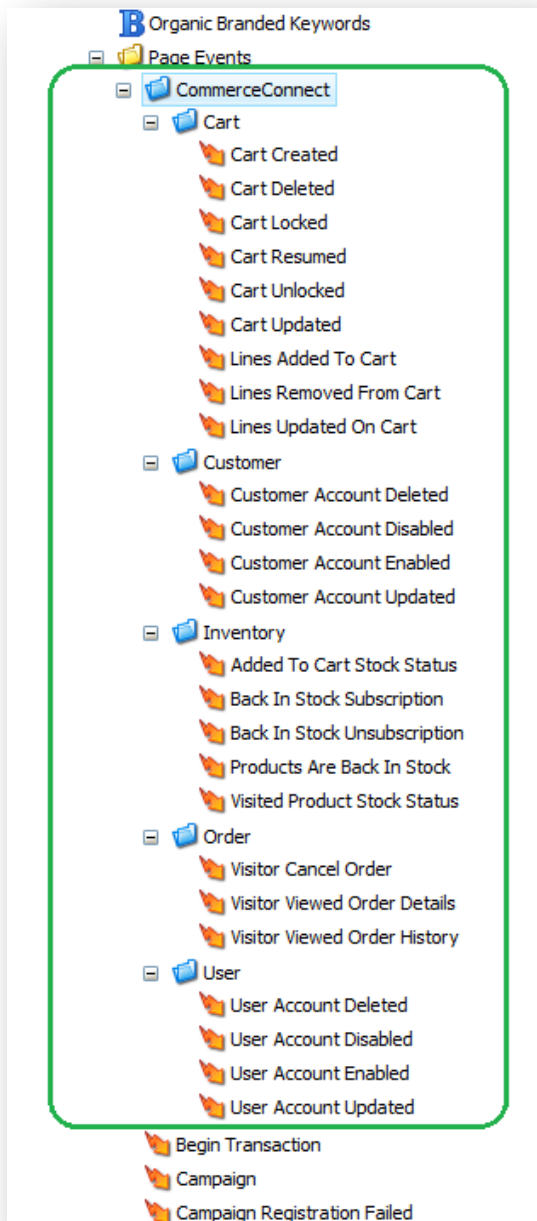 Organic Branded Keywords
Page Events
CommerceConnect
Cart
Cart Created
Cart Deleted
Cart Locked
Cart Resumed
Cart Unlocked
Cart Updated
Lines Added To Cart
Lines Removed From Cart
Lines Updated On Cart
Customer
Customer Account Deleted
Customer Account Disabled
Customer Account Enabled
Customer Account Updated
Inventory
Added To Cart Stock Status
Back In Stock Subscription
Back In Stock Unsubscription
Products Are Back In Stock
Visited Product Stock Status
Order
Visitor Cancel Order
Visitor Viewed Order Details
Visitor Viewed Order History
User
User Account Deleted
User Account Disabled
User Account Enabled
User Account Updated
Begin Transaction
Campaign
Campaign Registration Failed